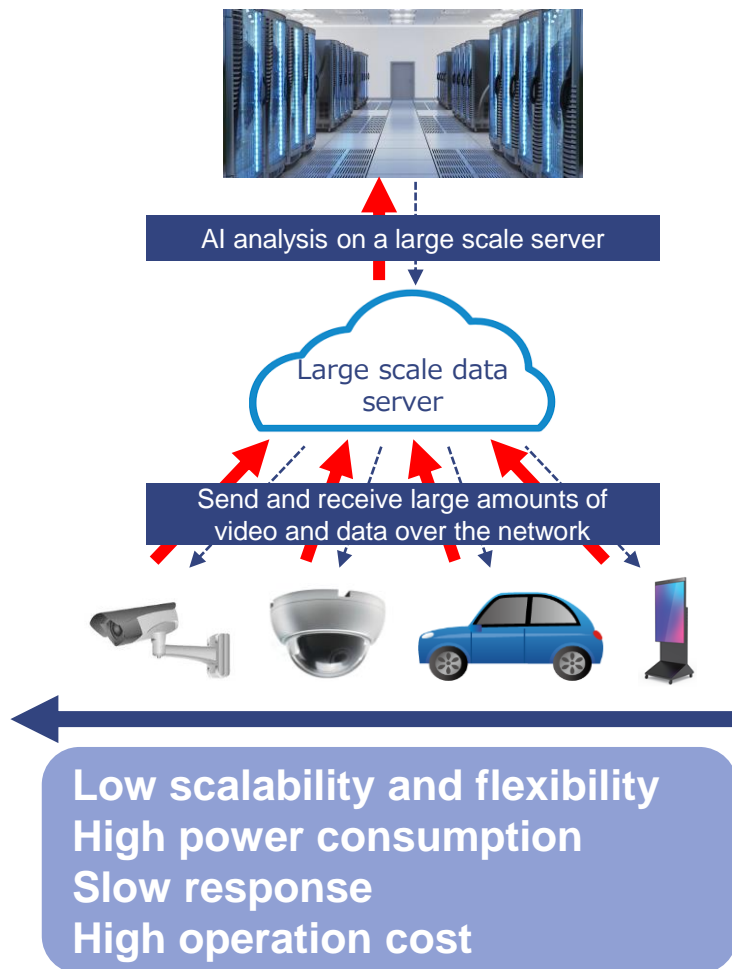 AI analysis on a large scale server
Large scale data
server
Send and receive large amounts of
video and data over the network
Low scalability and flexibility
High power consumption
Slow response
High operation cost